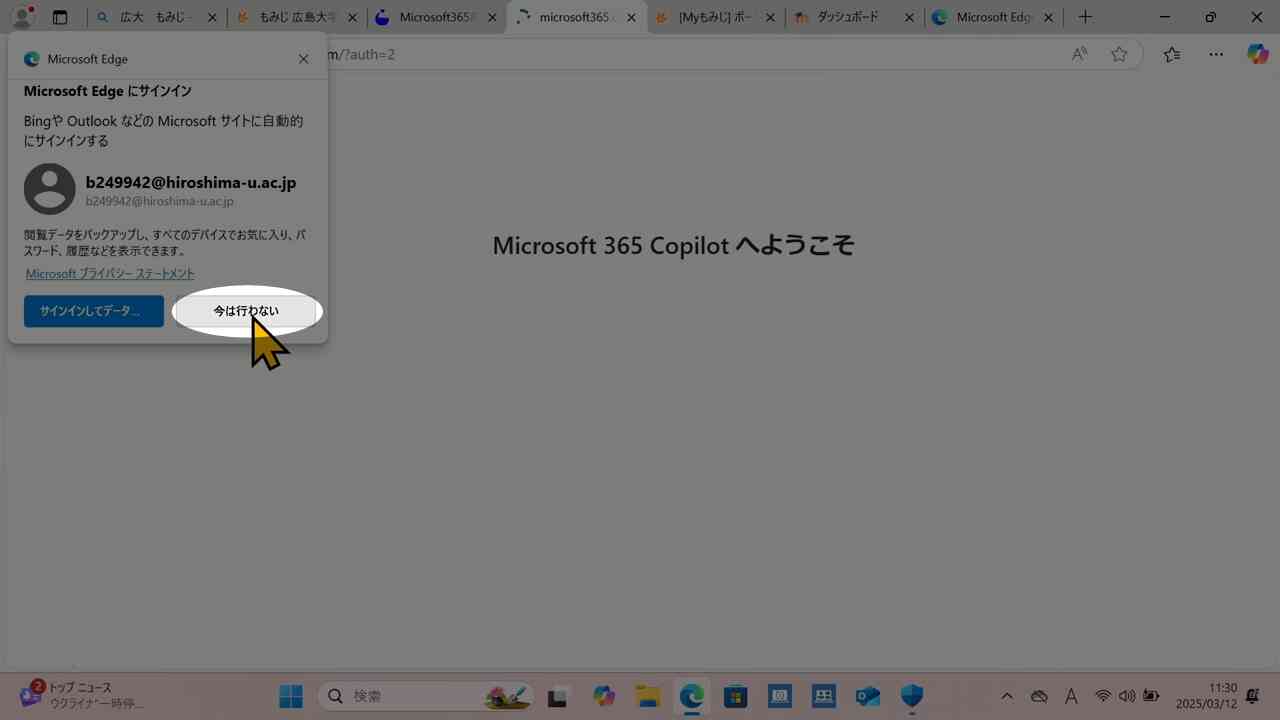 広大 もみじ -
もみじ 広島大学
Microsoft365
microsoft365.c
[Myもみじ] ポー
ダッシュボード
Microsoft Edg
m/?auth=2
Microsoft Edge
Microsoft Edge にサインイン
Bingや Outlook などの Microsoft サイトに自動的
にサインインする
b249942@hiroshima-u.ac.jp
b249942@hiroshima-u.ac.jp
閲覧データをバックアップし、すべてのデバイスでお気に入り、パ
スワード、履歴などを表示できます。
Microsoft プライバシー ステートメント
サインインしてデータ...
今は行わない
Microsoft 365 Copilot へようこそ
2
トップ ニュース
ウクライナ"一時停...
検索
A
11:30
2025/03/12